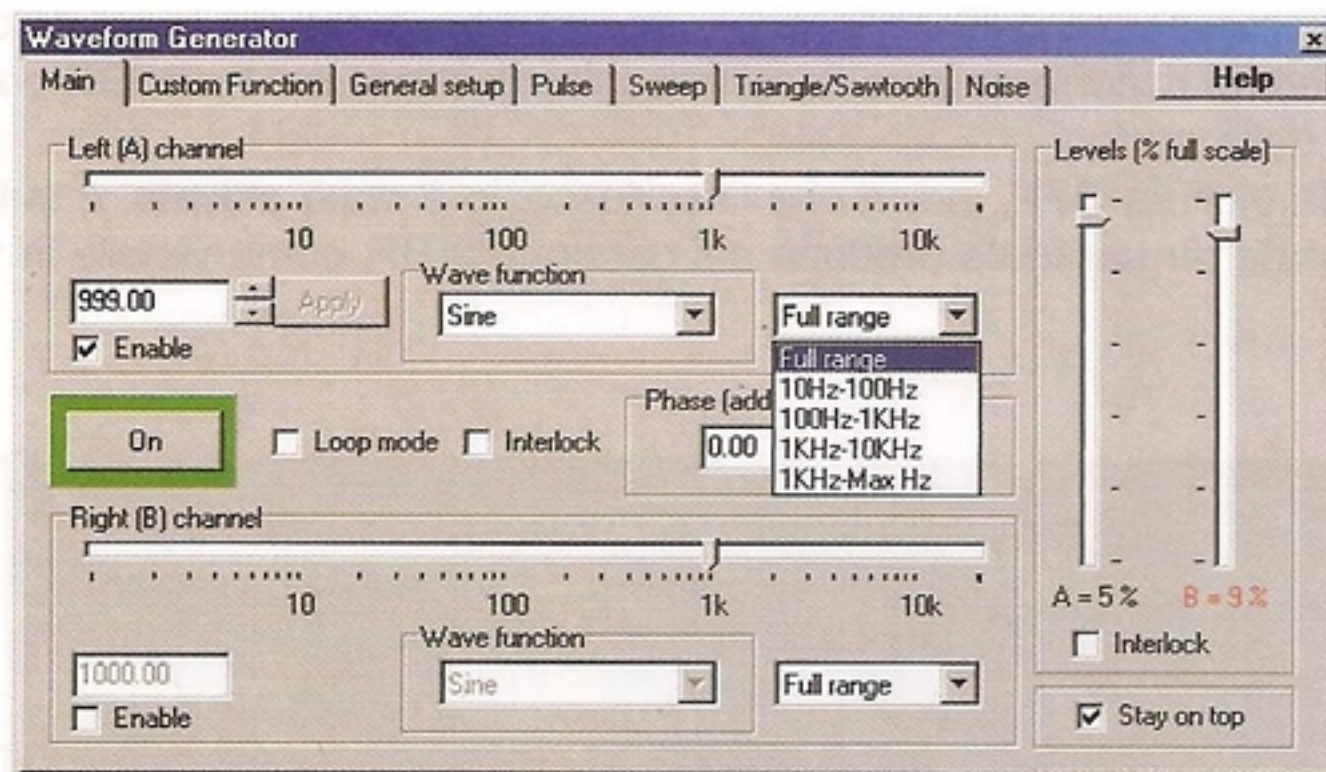 Waveform Generator
Main Custom Function General setup Pulse Sweep Triangle/Sawtooth Noise Help
Left (A) channel
10 100 1k 10k
999.00
Apply
Wave function
Sine
Full range
Full range
10Hz-100Hz
100Hz-1KHz
1KHz-10KHz
1KHz-Max Hz
Enable
On
Loop mode
Interlock
Phase (add
0.00
Right (B) channel
10 100 1k 10k
1000.00
Wave function
Sine
Full range
Enable
Levels (% full scale)
A = 5 % B = 9 %
Interlock
Stay on top